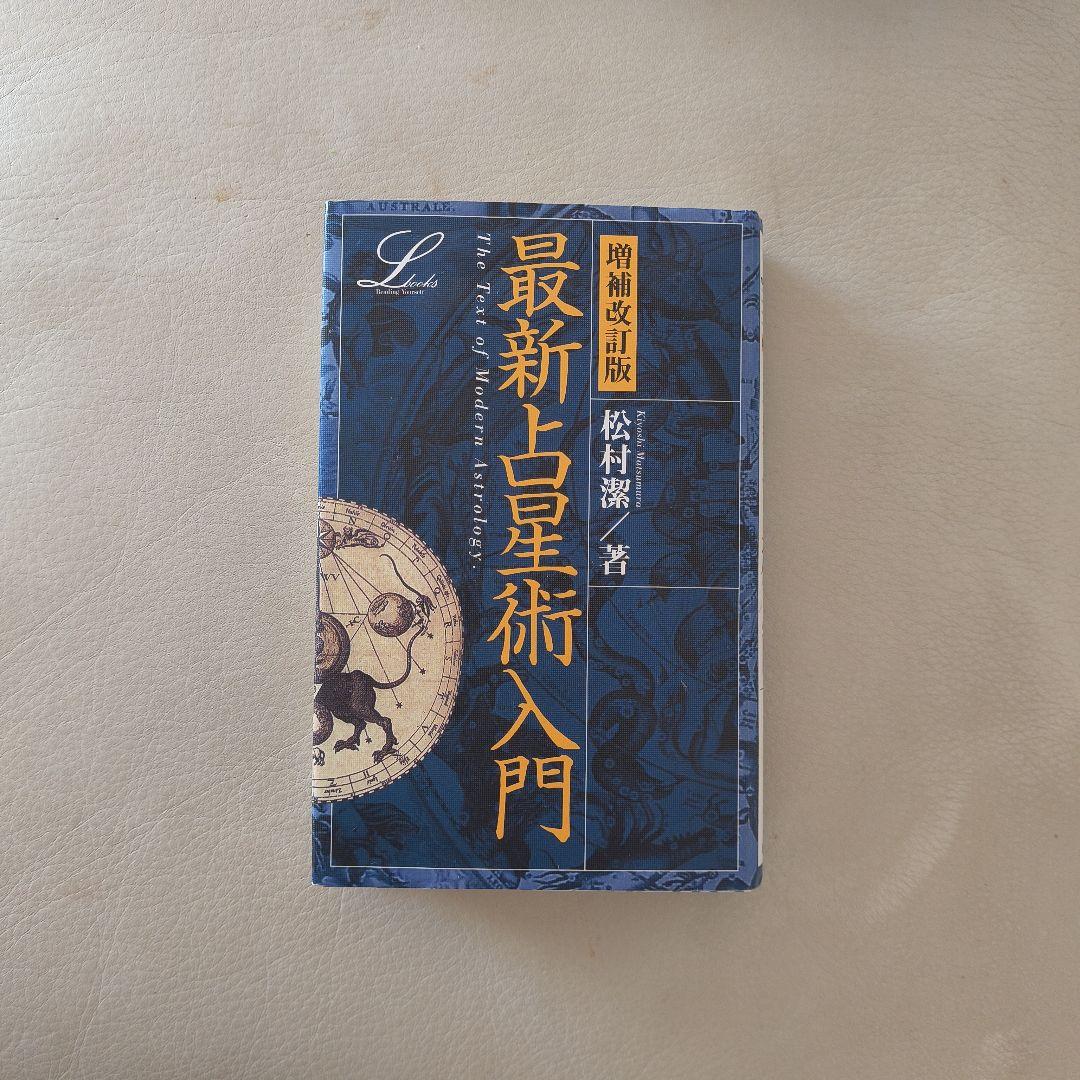 増補改訂版
松村潔／著
Kiyoshi Matsumura
最新占星術入門
The Text of Modern Astrology.
L books
Reading Yourself
AUSTRALE.